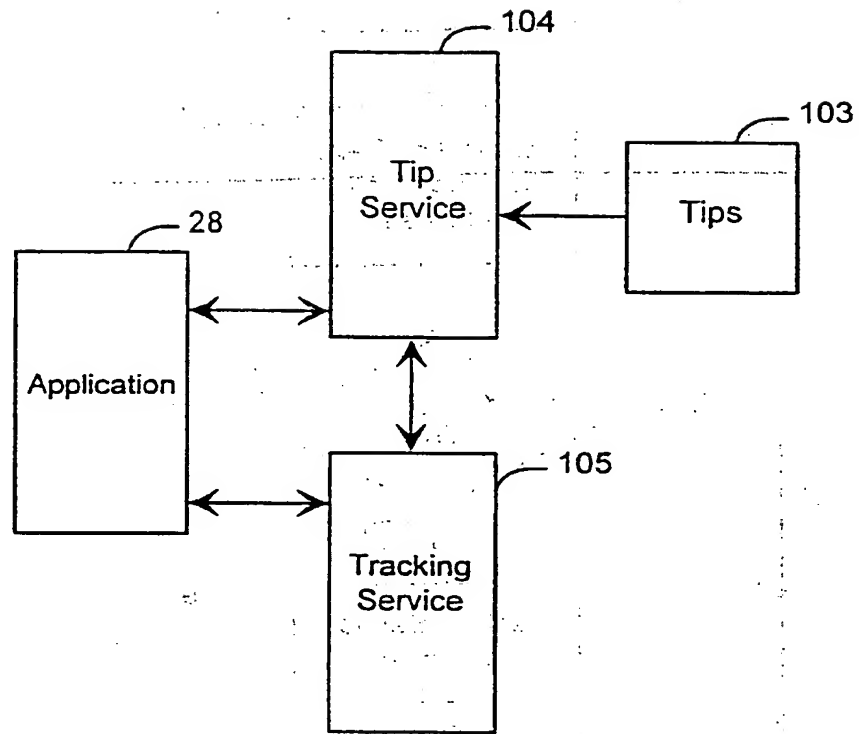 104
103
Tip
Service
Tips
28
Application
105
Tracking
Service